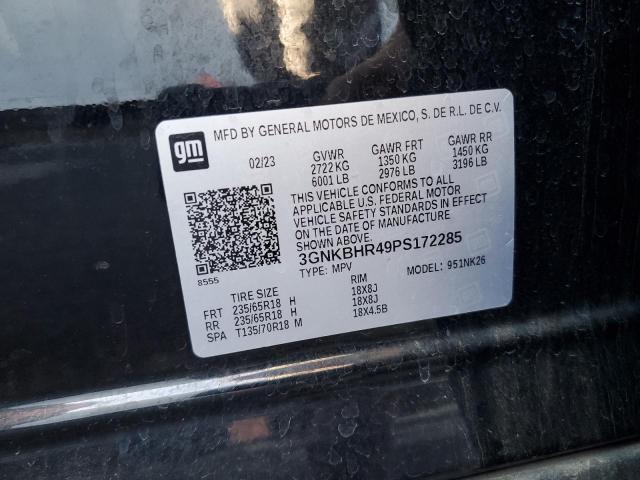 gm
MFD BY GENERAL MOTORS DE MEXICO, S. DE R.L. DE C.V.
02/23 GVWR GAWR FRT GAWR RR
2722 KG 1350 KG 1450 KG
6001 LB 2976 LB 3196 LB
THIS VEHICLE CONFORMS TO ALL
APPLICABLE U.S. FEDERAL MOTOR
VEHICLE SAFETY STANDARDS IN EFFECT
ON THE DATE OF MANUFACTURE
SHOWN ABOVE.
3GNKBHR49PS172285
8555 TYPE: MPV MODEL: 951NK26
TIRE SIZE RIM
FRT 235/65R18 H 18X8J
RR 235/65R18 H 18X8J
SPA T135/70R18 M 18X4.5B